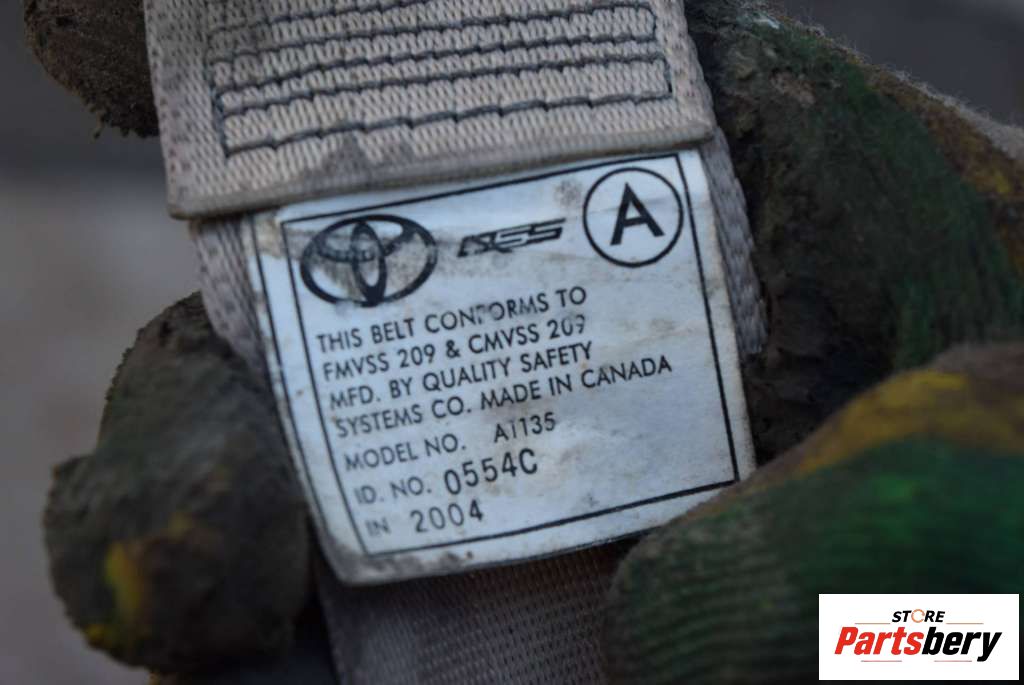 QSS A
THIS BELT CONFORMS TO
FMVSS 209 & CMVSS 209
MFD. BY QUALITY SAFETY
SYSTEMS CO. MADE IN CANADA
MODEL NO. A1135
ID. NO. 0554C
IN 2004
STORE
Partsbery